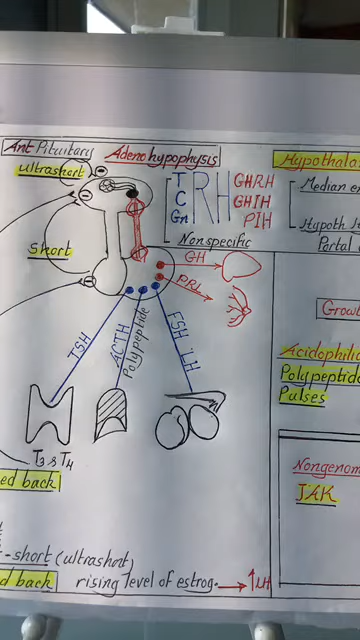 Ant Pituitary Adenohypophysis
ultrashort
T
C
Gn
RH
GHRH
GHIH
PIH
Nonspecific
short
GH
PRL
TSH
ACTH
Polypeptide
FSH LH
T3 & T4
ed back
- short (ultrashort)
d back rising level of estrog. → ↑LH
Hypothala
Median e
Hypoth
Portal
Growt
Acidophili
Polypeptide
Pulses
Nongenom
JAK